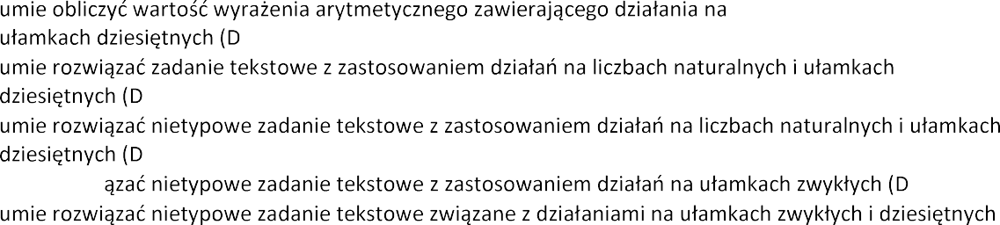 umie obliczyć wartość wyrażenia arytmetycznego zawierającego działania na
ułamkach dziesiętnych (D
umie rozwiązać zadanie tekstowe z zastosowaniem działań na liczbach naturalnych i ułamkach
dziesiętnych (D
umie rozwiązać nietypowe zadanie tekstowe z zastosowaniem działań na liczbach naturalnych i ułamkach
dziesiętnych (D
ązać nietypowe zadanie tekstowe z zastosowaniem działań na ułamkach zwykłych (D
umie rozwiązać nietypowe zadanie tekstowe związane z działaniami na ułamkach zwykłych i dziesiętnych